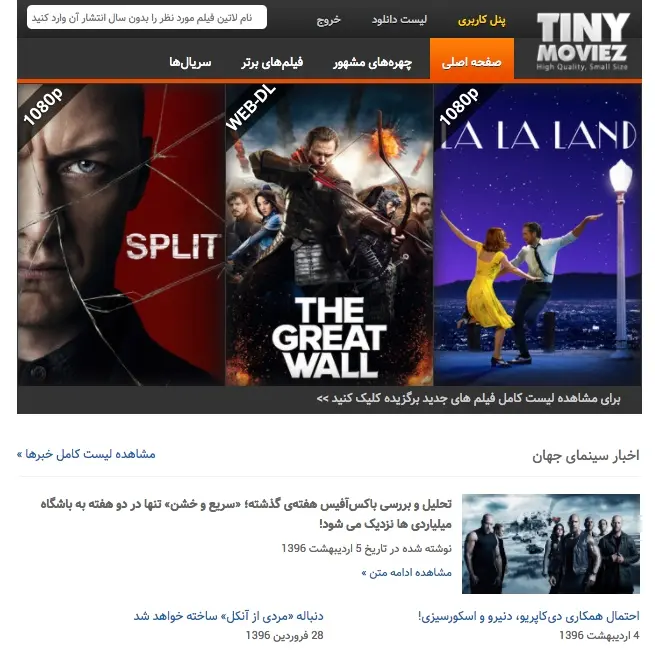 TINY
MOVIEZ
High Quality, Small Size
پنل کاربری
لیست دانلود
خروج
نام لاتین فیلم مورد نظر را بدون سال انتشار آن وارد کنید
صفحه اصلی
چهره‌های مشهور
فیلم‌های برتر
سریال‌ها
1080p
LA LA LAND
WEB-DL
THE
GREAT
WALL
1080p
SPLIT
برای مشاهده لیست کامل فیلم های جدید برگزیده کلیک کنید >>
اخبار سینمای جهان
مشاهده لیست کامل خبرها »
تحلیل و بررسی باکس‌آفیس هفته‌ی گذشته؛ «سریع و خشن» تنها در دو هفته به باشگاه
میلیاردی ها نزدیک می شود!
نوشته شده در تاریخ 5 اردیبهشت 1396
مشاهده ادامه متن »
احتمال همکاری دی‌کاپریو، دنیرو و اسکورسیزی!
4 اردیبهشت 1396
دنباله «مردی از آنکل» ساخته خواهد شد
28 فروردین 1396